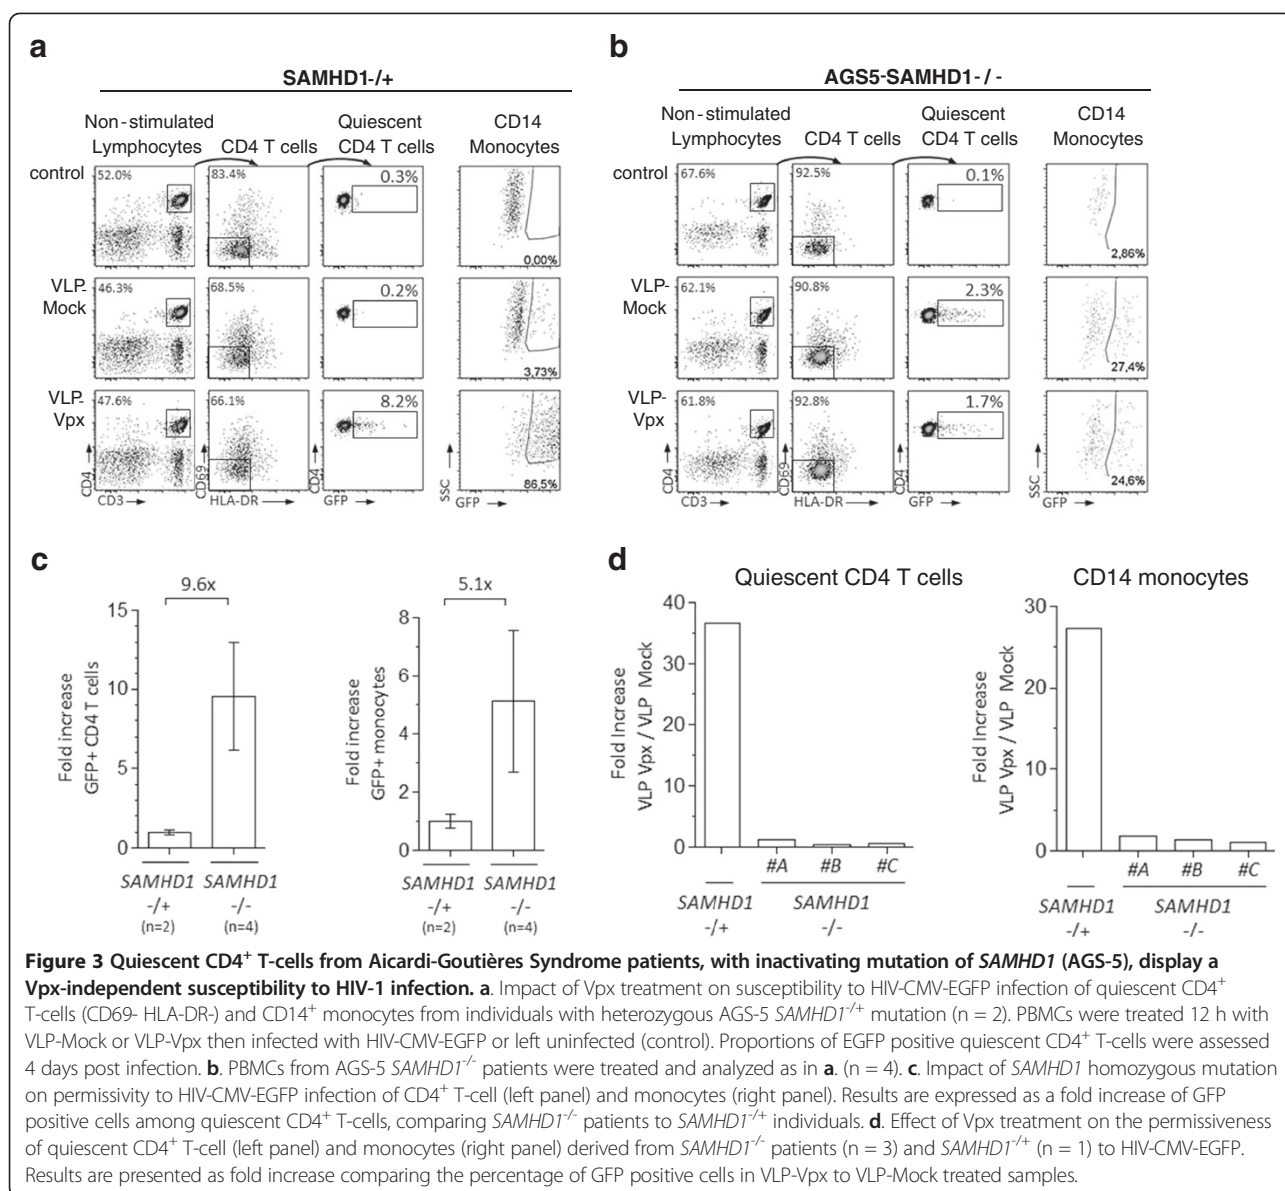 a
SAMHD1-/+
Non-stimulated
Lymphocytes
CD4 T cells
Quiescent
CD4 T cells
CD14
Monocytes
control
52.0%
83.4%
0.3%
0,00%
VLP-
Mock
46.3%
68.5%
0.2%
3,73%
VLP-
Vpx
47.6%
66.1%
8.2%
86,5%
CD4
CD3
CD69
HLA-DR
CD4
GFP
SSC
GFP
b
AGS5-SAMHD1-/-
Non-stimulated
Lymphocytes
CD4 T cells
Quiescent
CD4 T cells
CD14
Monocytes
control
67.6%
92.5%
0.1%
2,86%
VLP-
Mock
62.1%
90.8%
2.3%
27,4%
VLP-
Vpx
61.8%
92.8%
1.7%
24,6%
CD4
CD3
CD69
HLA-DR
CD4
GFP
SSC
GFP
c
9.6x
Fold increase
GFP+ CD4 T cells
15
10
5
0
SAMHD1
-/+
(n=2)
SAMHD1
-/-
(n=4)
5.1x
Fold increase
GFP+ monocytes
8
6
4
2
0
SAMHD1
-/+
(n=2)
SAMHD1
-/-
(n=4)
d
Quiescent CD4 T cells
Fold Increase
VLP Vpx / VLP Mock
40
30
20
10
0
#A #B #C
SAMHD1
-/+
SAMHD1
-/-
CD14 monocytes
Fold Increase
VLP Vpx / VLP Mock
30
20
10
0
#A #B #C
SAMHD1
-/+
SAMHD1
-/-
Figure 3 Quiescent CD4⁺ T-cells from Aicardi-Goutières Syndrome patients, with inactivating mutation of SAMHD1 (AGS-5), display a
Vpx-independent susceptibility to HIV-1 infection. a. Impact of Vpx treatment on susceptibility to HIV-CMV-EGFP infection of quiescent CD4⁺
T-cells (CD69- HLA-DR-) and CD14⁺ monocytes from individuals with heterozygous AGS-5 SAMHD1⁻/⁺ mutation (n = 2). PBMCs were treated 12 h with
VLP-Mock or VLP-Vpx then infected with HIV-CMV-EGFP or left uninfected (control). Proportions of EGFP positive quiescent CD4⁺ T-cells were assessed
4 days post infection. b. PBMCs from AGS-5 SAMHD1⁻/⁻ patients were treated and analyzed as in a. (n = 4). c. Impact of SAMHD1 homozygous mutation
on permissivity to HIV-CMV-EGFP infection of CD4⁺ T-cell (left panel) and monocytes (right panel). Results are expressed as a fold increase of GFP
positive cells among quiescent CD4⁺ T-cells, comparing SAMHD1⁻/⁻ patients to SAMHD1⁻/⁺ individuals. d. Effect of Vpx treatment on the permissiveness
of quiescent CD4⁺ T-cell (left panel) and monocytes (right panel) derived from SAMHD1⁻/⁻ patients (n = 3) and SAMHD1⁻/⁺ (n = 1) to HIV-CMV-EGFP.
Results are presented as fold increase comparing the percentage of GFP positive cells in VLP-Vpx to VLP-Mock treated samples.